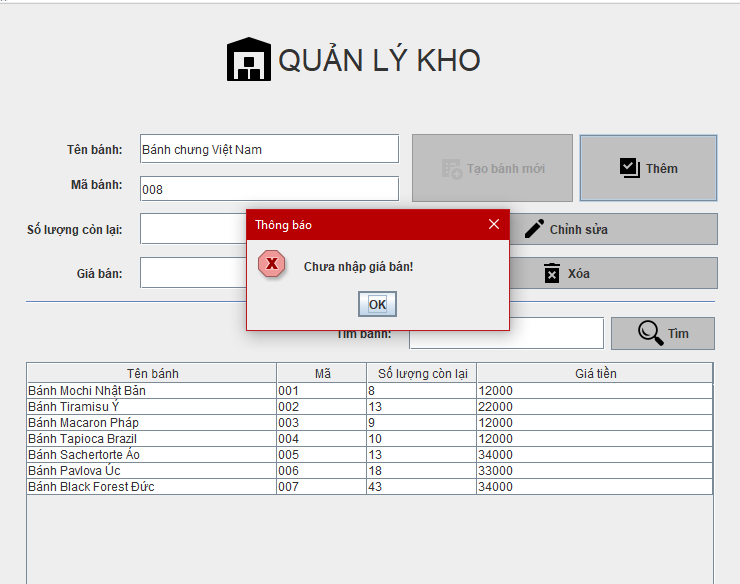 QUẢN LÝ KHO
Tên bánh: Bánh chưng Việt Nam Tạo bánh mới Thêm
Mã bánh: 008
Số lượng còn lại: Chỉnh sửa
Thông báo
Chưa nhập giá bán!
OK
Giá bán: Xóa
Tìm bánh: Tìm
Tên bánh Mã Số lượng còn lại Giá tiền
Bánh Mochi Nhật Bản 001 8 12000
Bánh Tiramisu Ý 002 13 22000
Bánh Macaron Pháp 003 9 12000
Bánh Tapioca Brazil 004 10 12000
Bánh Sachertorte Áo 005 13 34000
Bánh Pavlova Úc 006 18 33000
Bánh Black Forest Đức 007 43 34000